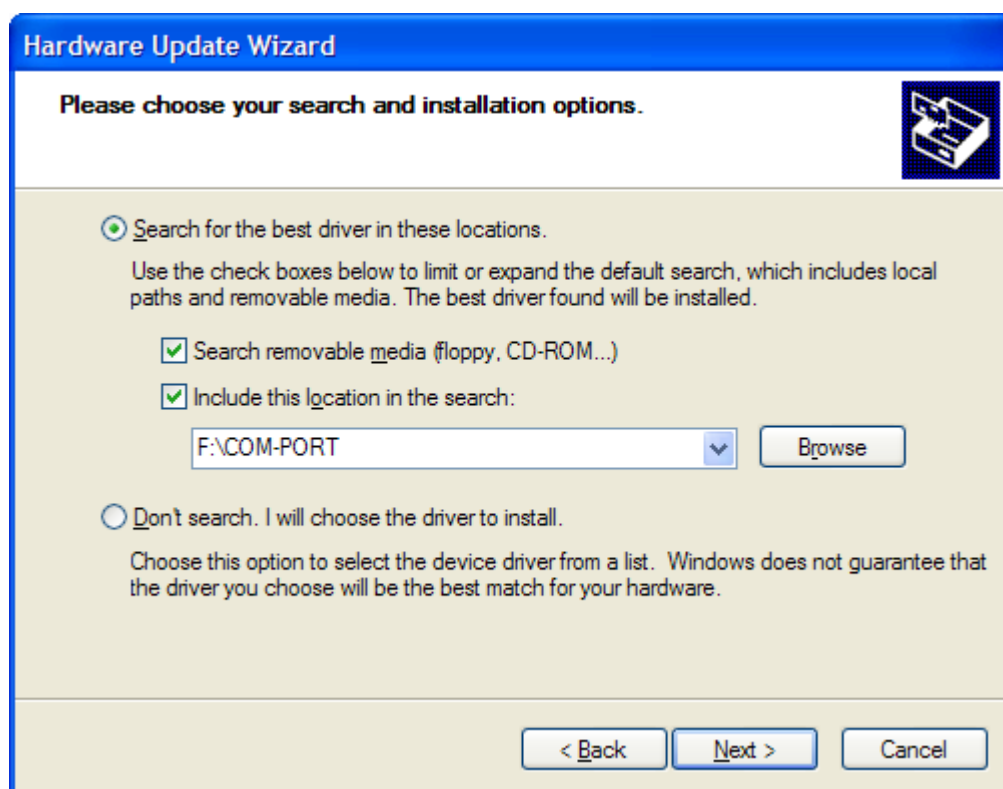 Hardware Update Wizard
Please choose your search and installation options.
Search for the best driver in these locations.
Use the check boxes below to limit or expand the default search, which includes local
paths and removable media. The best driver found will be installed.
Search removable media (floppy, CD-ROM...)
Include this location in the search:
F:\COM-PORT
Browse
Don't search. I will choose the driver to install.
Choose this option to select the device driver from a list.  Windows does not guarantee that
the driver you choose will be the best match for your hardware.
< Back
Next >
Cancel